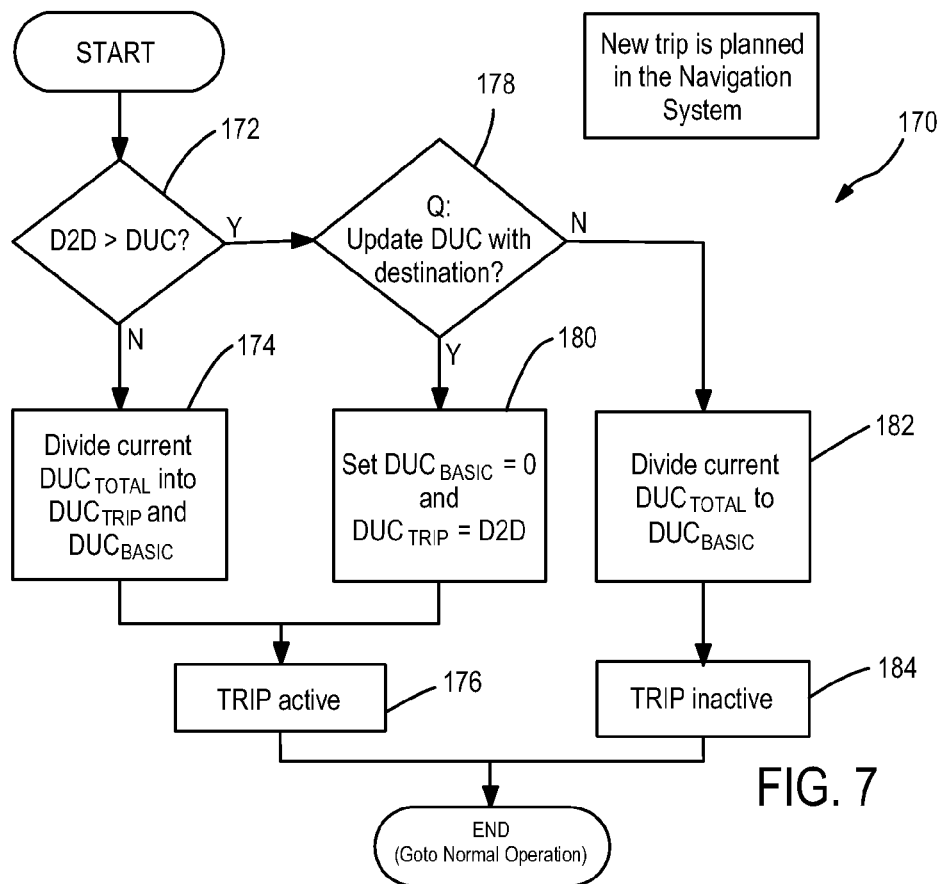 START
New trip is planned
in the Navigation
System
178
170
172
D2D > DUC?
Y
Q:
Update DUC with
destination?
N
N
Y
174
180
182
Divide current
DUC_TOTAL into
DUC_TRIP and
DUC_BASIC
Set DUC_BASIC = 0
and
DUC_TRIP = D2D
Divide current
DUC_TOTAL to
DUC_BASIC
TRIP active
176
TRIP inactive
184
FIG. 7
END
(Goto Normal Operation)